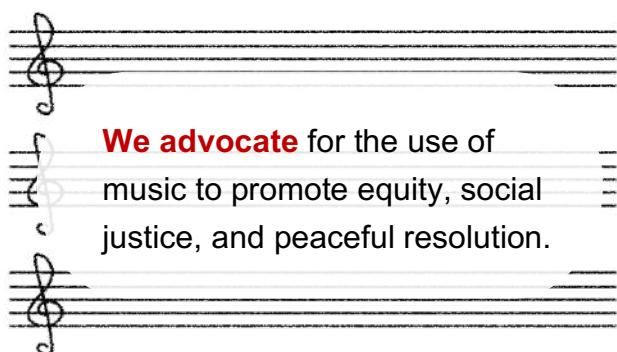 We advocate for the use of
music to promote equity, social
justice, and peaceful resolution.